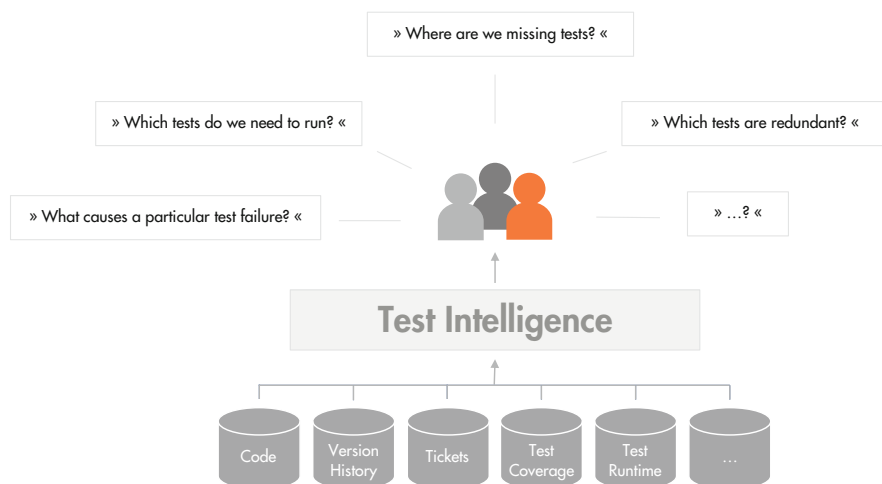 » Where are we missing tests? «
» Which tests do we need to run? «
» Which tests are redundant? «
» What causes a particular test failure? «
» ...? «
Test Intelligence
Code
Version
History
Tickets
Test
Coverage
Test
Runtime
...